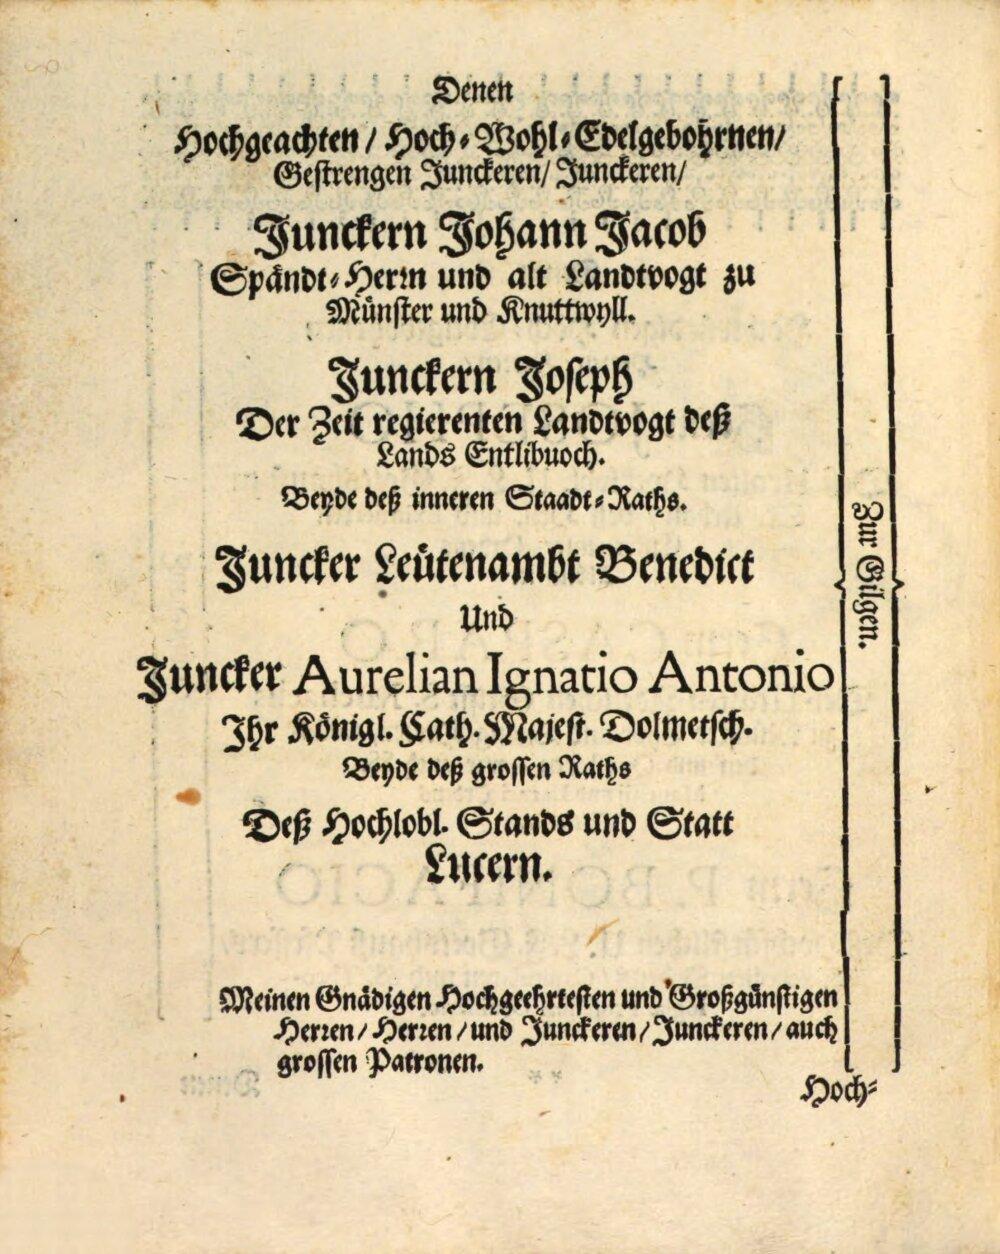 Denen
Hochgeachten / Hoch-Wohl-Edelgebohrnen/
Gestrengen Junckeren/ Junckeren/
Junckern Johann Jacob
Spändt-Herrn und alt Landtvogt zu
Münster und Knuttwyll.
Junckern Joseph
Der Zeit regierenten Landtvogt deß
Lands Entlibuoch.
Beyde deß inneren Staadt-Raths.
Juncker Leütenambt Benedict
Und
Juncker Aurelian Ignatio Antonio
Ihr Königl. Cath. Majest. Dolmetsch.
Beyde deß grossen Raths
Deß Hochlobl. Stands und Statt
Lucern.
Zur Gilgen.
Meinen Gnädigen Hochgeehrtesten und Großgünstigen
Herren / Herren / und Junckeren / Junckeren / auch
grossen Patronen.
Hoch-